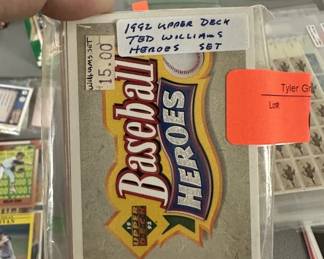 1992 UPPER DECK
TED WILLIAMS
HEROES SET
WILLIAMS SET
15.00
Tyler
Lot
Baseball
HEROES
UPPER
DECK